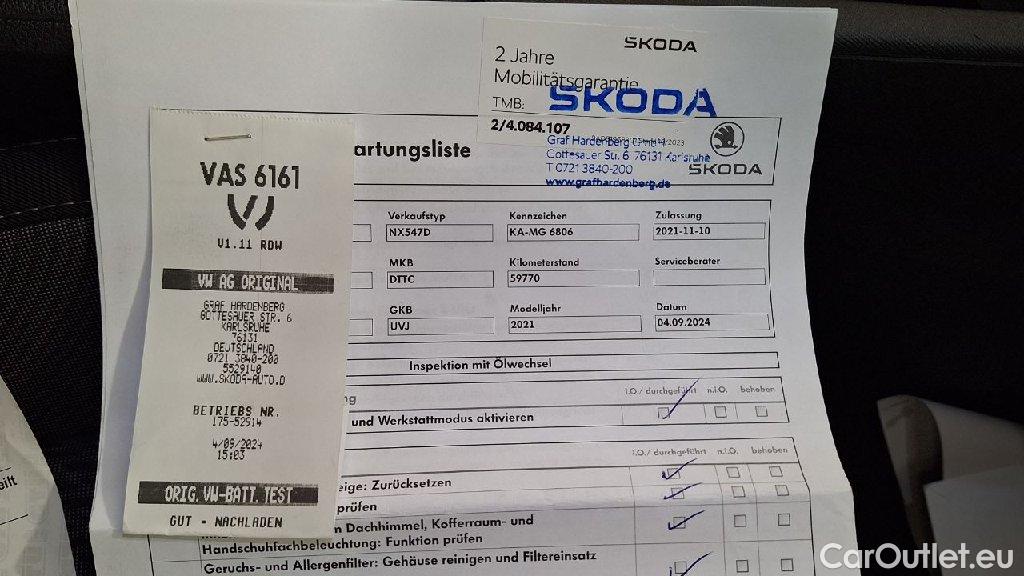 SKODA
2 Jahre
Mobilitätsgarantie
TMB:
2/4.084.107
SKODA
Graf Hardenberg
Gottesauer Str. 6 76131 Karlsruhe
T 0721 3840-200
www.grafhardenberg.de
SKODA
artungsliste
Verkaufstyp Kennzeichen Zulassung
NX547D KA-MG 6806 2021-11-10
MKB Kilometerstand Serviceberater
DTTC 59770
GKB Modelljahr Datum
UVJ 2021 04.09.2024
Inspektion mit Ölwechsel
ng I.O./ durchgeführt n.i.O. behoben
und Werkstattmodus aktivieren
I.O./ durchgeführt n.i.O. behoben
eige: Zurücksetzen
prüfen
m Dachhimmel, Kofferraum- und
Handschuhfachbeleuchtung: Funktion prüfen
Geruchs- und Allergenfilter: Gehäuse reinigen und Filtereinsatz
VAS 6161
V1.11 RDW
VW AG ORIGINAL
GRAF HARDENBERG
GOTTESAUER STR. 6
KARLSRUHE
76131
DEUTSCHLAND
0721 3840-200
5529140
WWW.SKODA-AUTO.D
BETRIEBS NR.
175-52914
4/09/2024
15:03
ORIG.VW-BATT.TEST
GUT - NACHLADEN
CarOutlet.eu